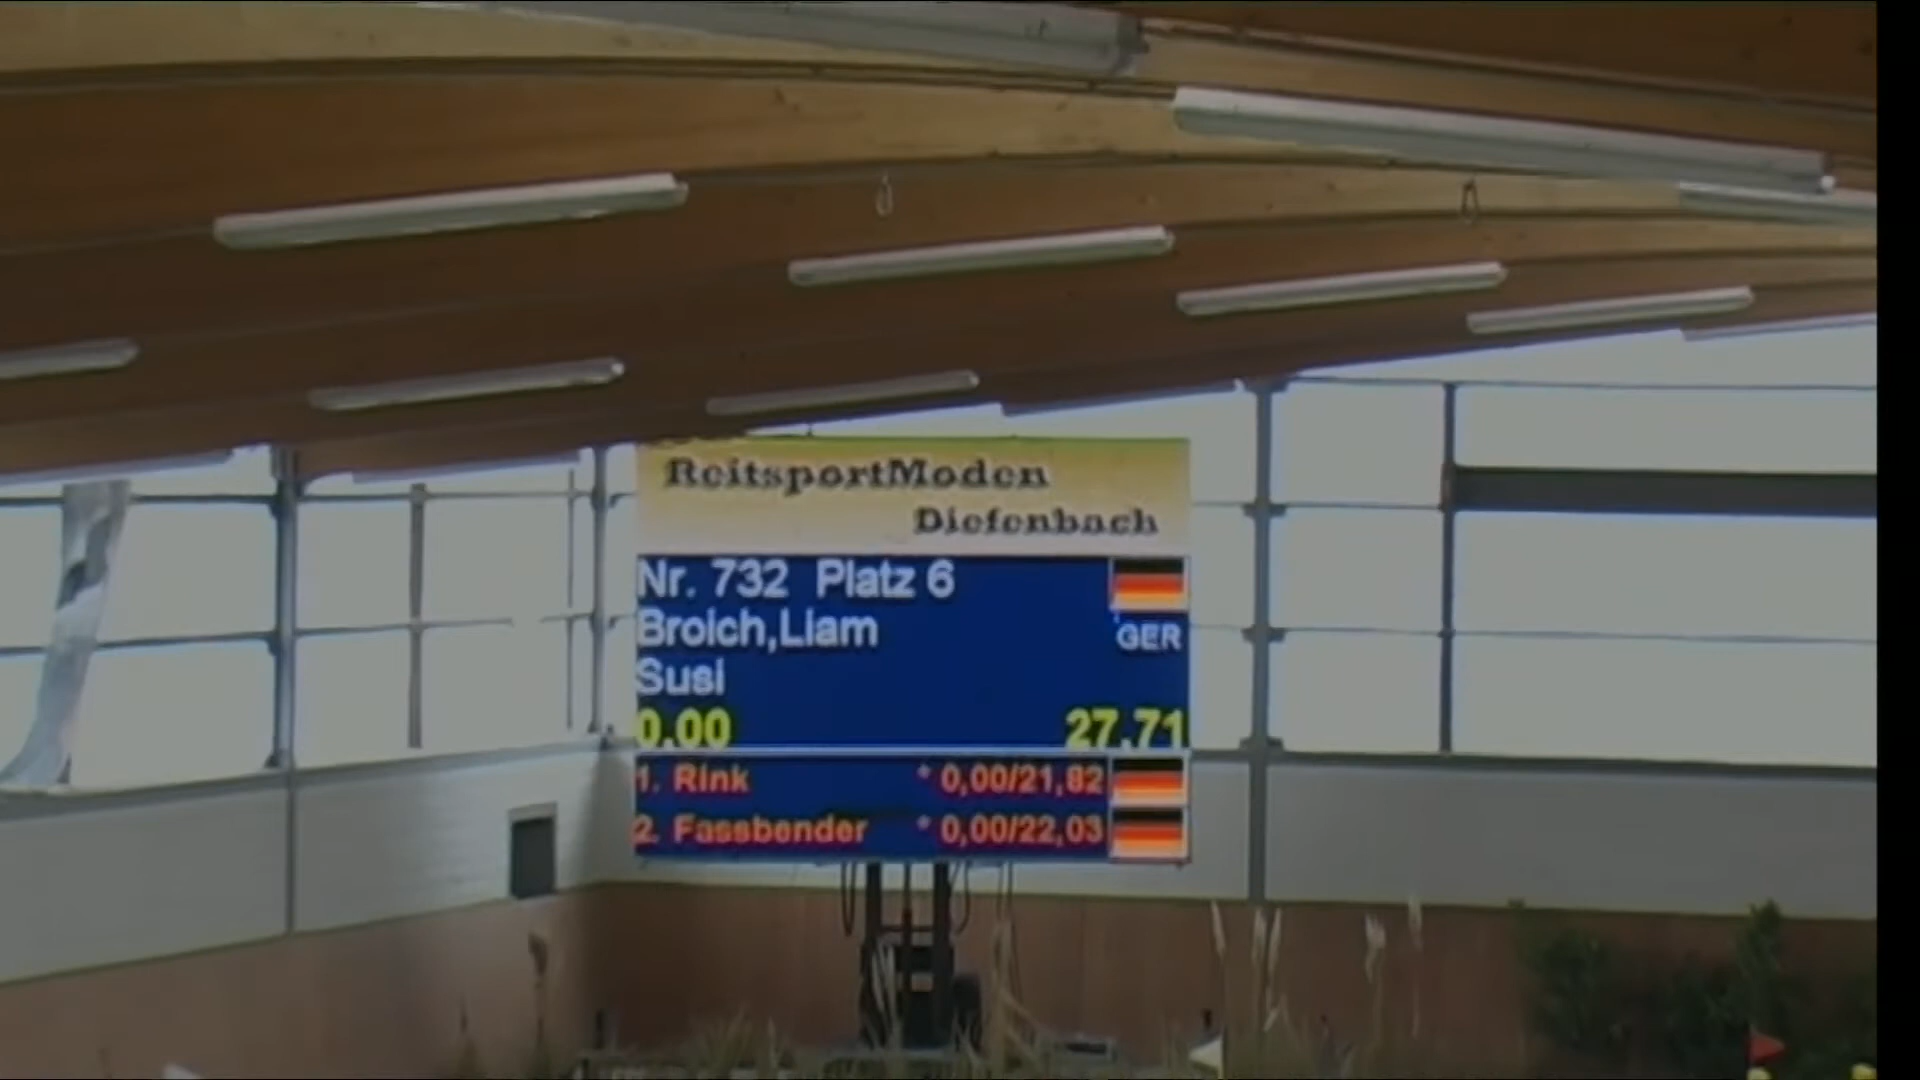 ReitsportModen
Diefenbach
Nr. 732 Platz 6
Broich,Liam
GER
Susi
0.00 27.71
1. Rink * 0,00/21,82
2. Fassbender * 0,00/22,03